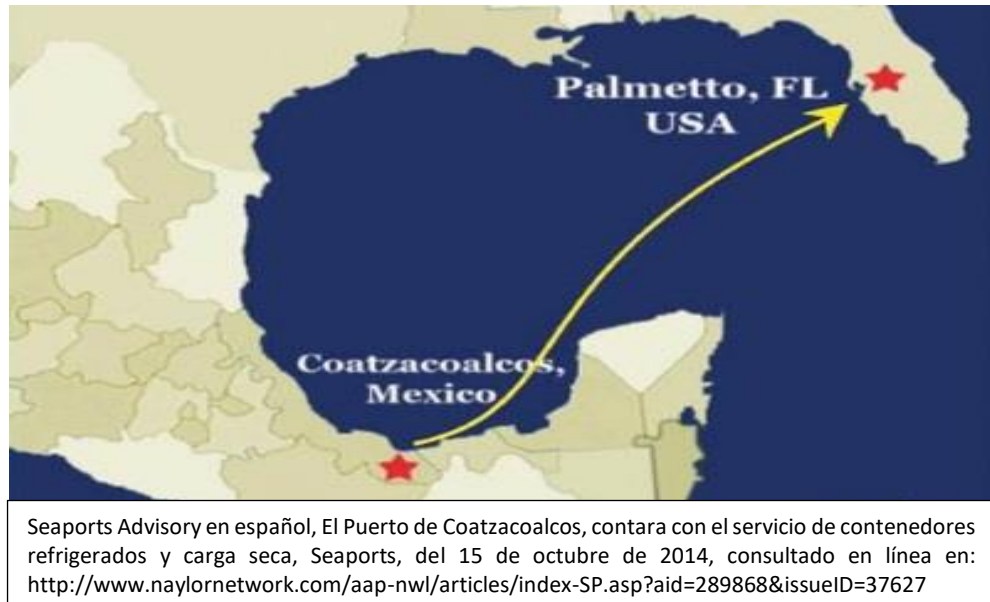 Palmetto, FL
USA
Coatzacoalcos,
Mexico
Seaports Advisory en español, El Puerto de Coatzacoalcos, contara con el servicio de contenedores
refrigerados y carga seca, Seaports, del 15 de octubre de 2014, consultado en línea en:
http://www.naylornetwork.com/aap-nwl/articles/index-SP.asp?aid=289868&issueID=37627